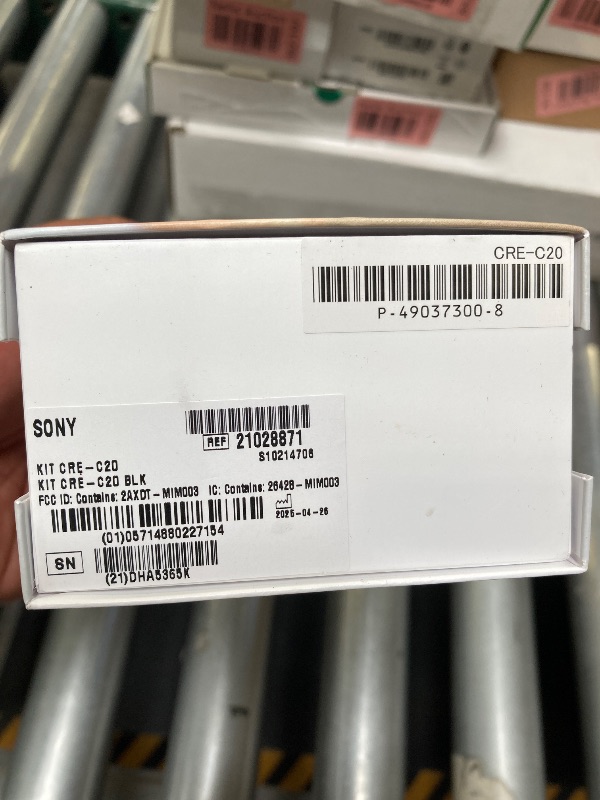 CRE-C20
P-49037300-8
SONY
REF 21028871
S10214706
KIT CRE-C20
KIT CRE-C20 BLK
FCC ID: Contains: 2AXDT-MIM003 IC: Contains: 26428-MIM003
2025-04-26
(01)05714880227154
SN
(21)DHA5365K